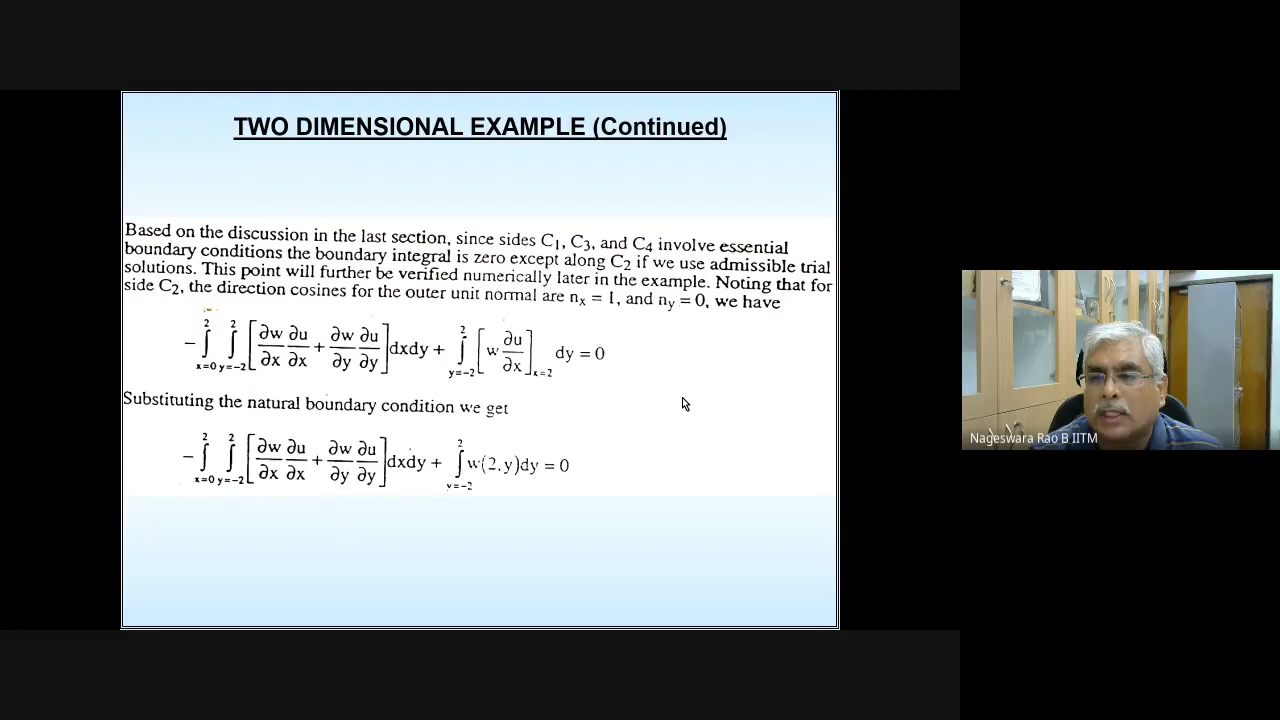 TWO DIMENSIONAL EXAMPLE (Continued)
Based on the discussion in the last section, since sides C₁, C₃, and C₄ involve essential
boundary conditions the boundary integral is zero except along C₂ if we use admissible trial
solutions. This point will further be verified numerically later in the example. Noting that for
side C₂, the direction cosines for the outer unit normal are nₓ = 1, and n_y = 0, we have
− ∫_{x=0}^{2} ∫_{y=−2}^{2} [∂w/∂x ∂u/∂x + ∂w/∂y ∂u/∂y] dxdy + ∫_{y=−2}^{2} [w ∂u/∂x]_{x=2} dy = 0
Substituting the natural boundary condition we get
− ∫_{x=0}^{2} ∫_{y=−2}^{2} [∂w/∂x ∂u/∂x + ∂w/∂y ∂u/∂y] dxdy + ∫_{y=−2}^{2} w(2.y)dy = 0
Nageswara Rao B IITM